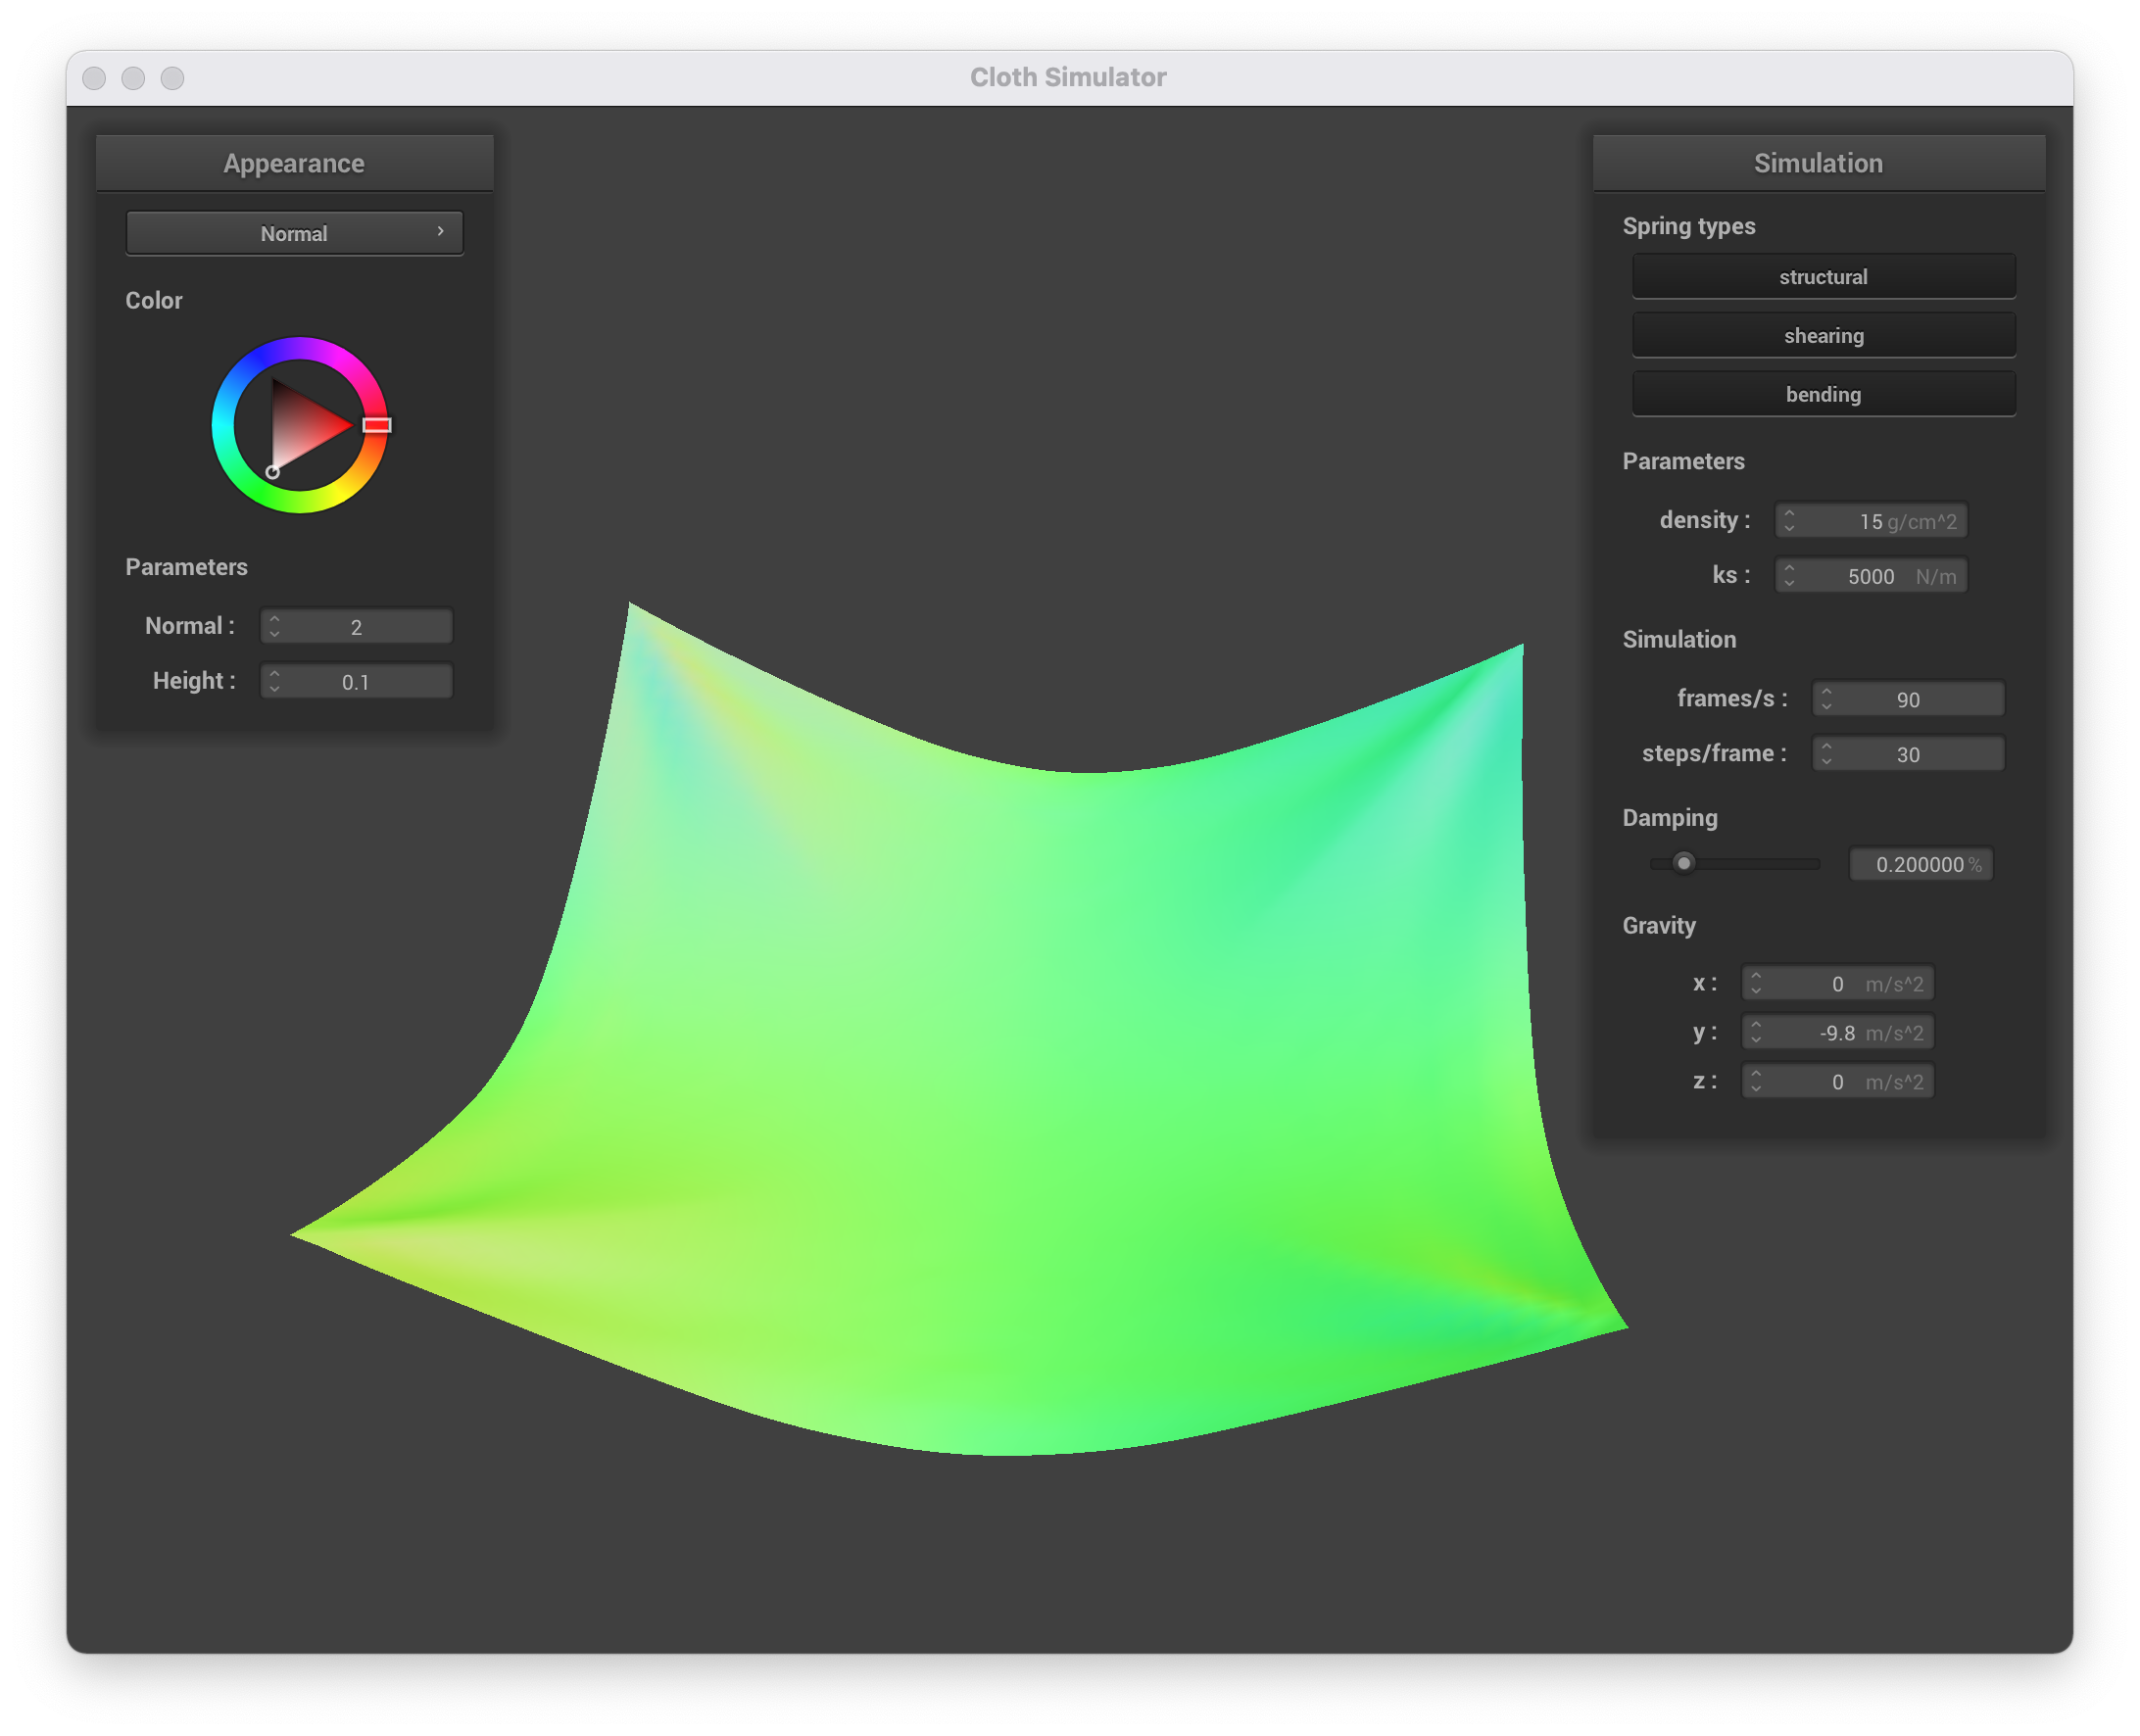 Cloth Simulator
Appearance
Normal
Color
Parameters
Normal : 2
Height : 0.1
Simulation
Spring types
structural
shearing
bending
Parameters
density : 15 g/cm^2
ks : 5000 N/m
Simulation
frames/s : 90
steps/frame : 30
Damping
0.200000 %
Gravity
x : 0 m/s^2
y : -9.8 m/s^2
z : 0 m/s^2